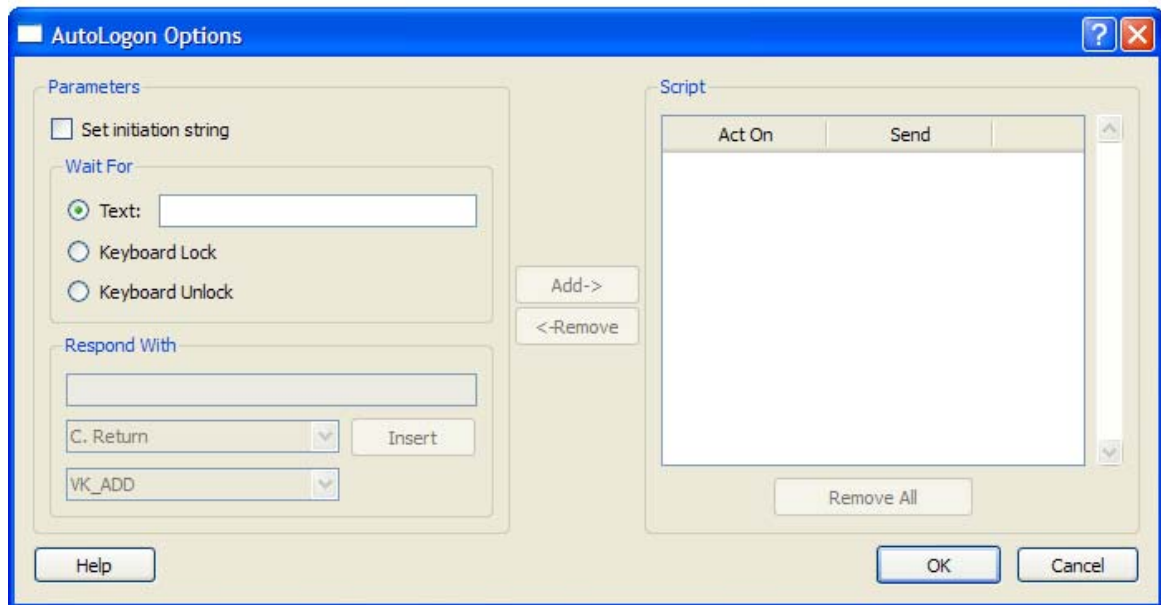 AutoLogon Options
Parameters
Set initiation string
Wait For
Text:
Keyboard Lock
Keyboard Unlock
Respond With
C. Return
Insert
VK_ADD
Add->
<-Remove
Script
Act On Send
Remove All
Help
OK
Cancel